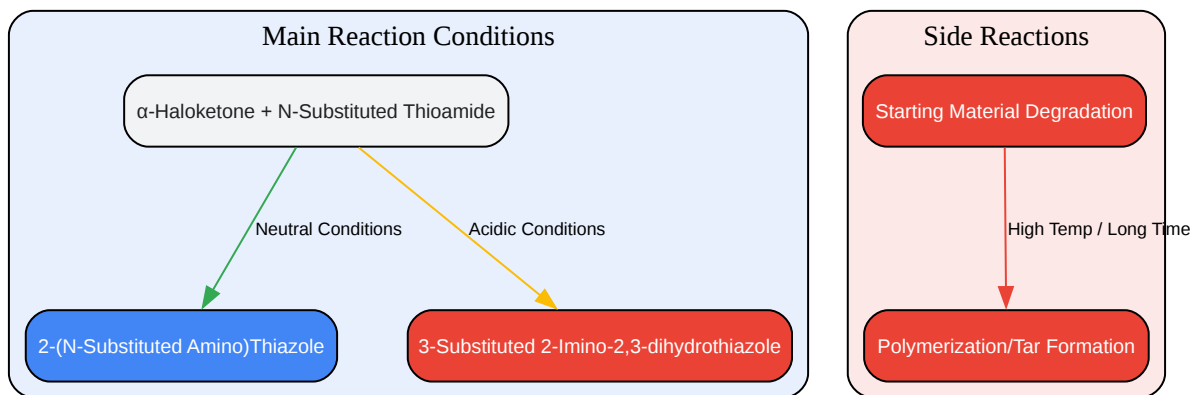 Main Reaction Conditions
α-Haloketone + N-Substituted Thioamide
Neutral Conditions
Acidic Conditions
2-(N-Substituted Amino)Thiazole
3-Substituted 2-Imino-2,3-dihydrothiazole
Side Reactions
Starting Material Degradation
High Temp / Long Time
Polymerization/Tar Formation